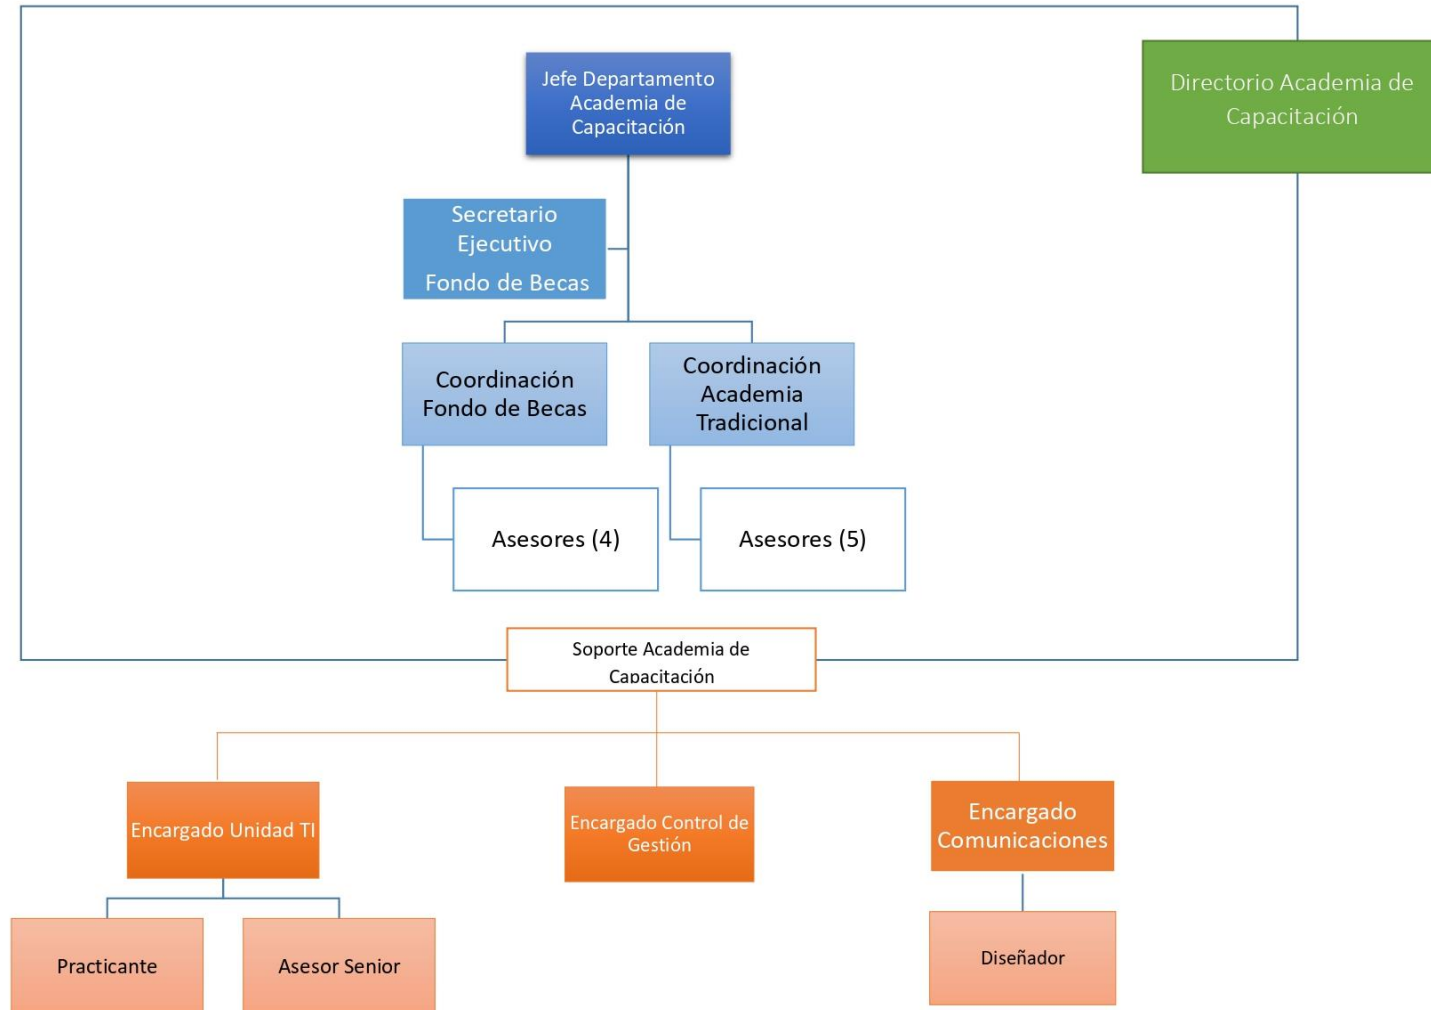 Jefe Departamento
Academia de
Capacitación
Directorio Academia de
Capacitación
Secretario
Ejecutivo
Fondo de Becas
Coordinación
Fondo de Becas
Coordinación
Academia
Tradicional
Asesores (4)
Asesores (5)
Soporte Academia de
Capacitación
Encargado Unidad TI
Encargado Control de
Gestión
Encargado
Comunicaciones
Practicante
Asesor Senior
Diseñador